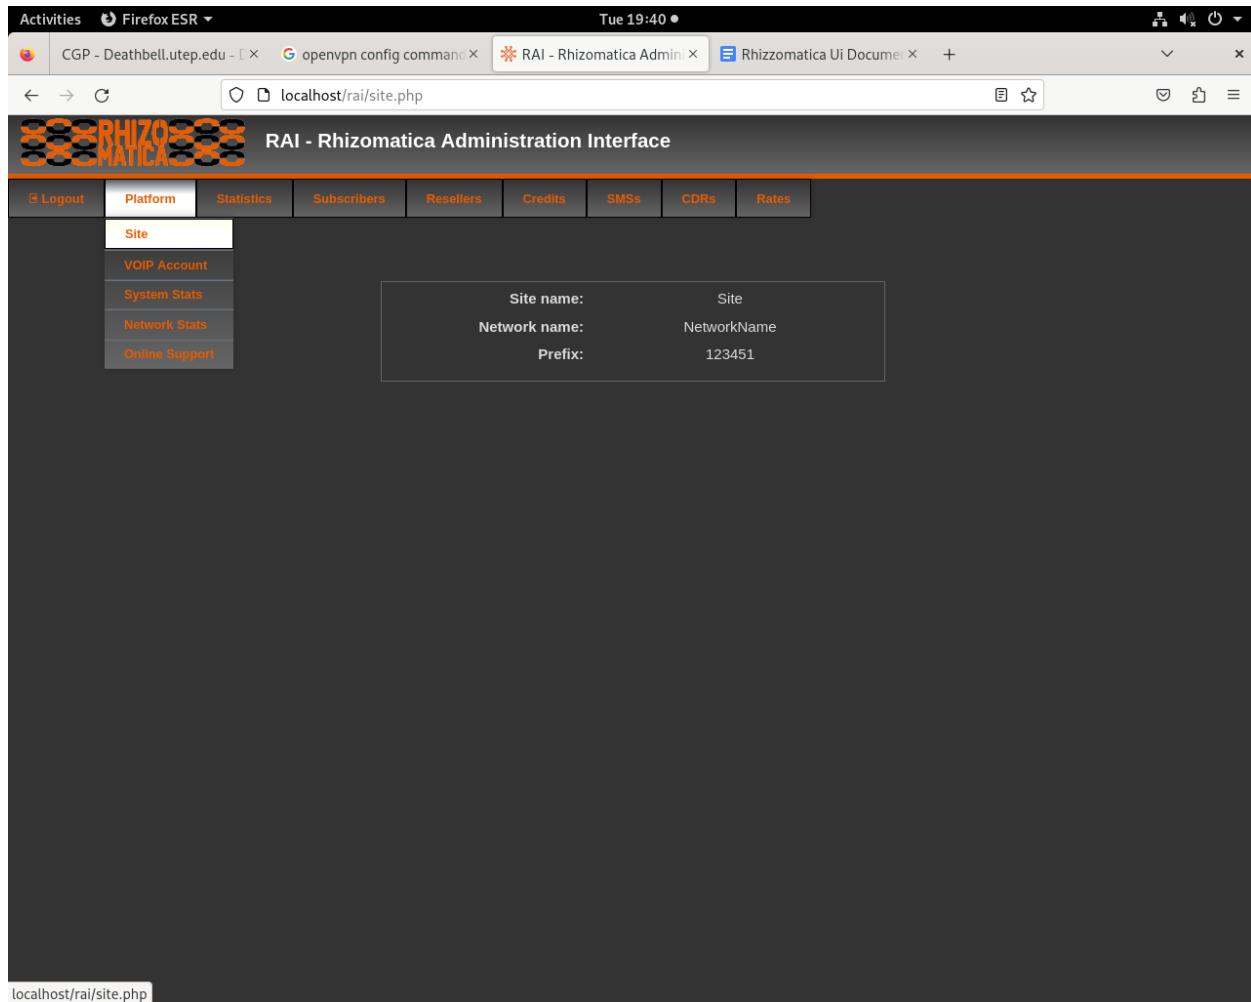 Activities Firefox ESR Tue 19:40
CGP - Deathbell.utep.edu - D openvpn config command RAI - Rhizomatica Admini Rhizzomatica Ui Documen
localhost/rai/site.php
RHIZO
MATICA
RAI - Rhizomatica Administration Interface
Logout Platform Statistics Subscribers Resellers Credits SMSs CDRs Rates
Site
VOIP Account
System Stats
Network Stats
Online Support
Site name: Site
Network name: NetworkName
Prefix: 123451
localhost/rai/site.php